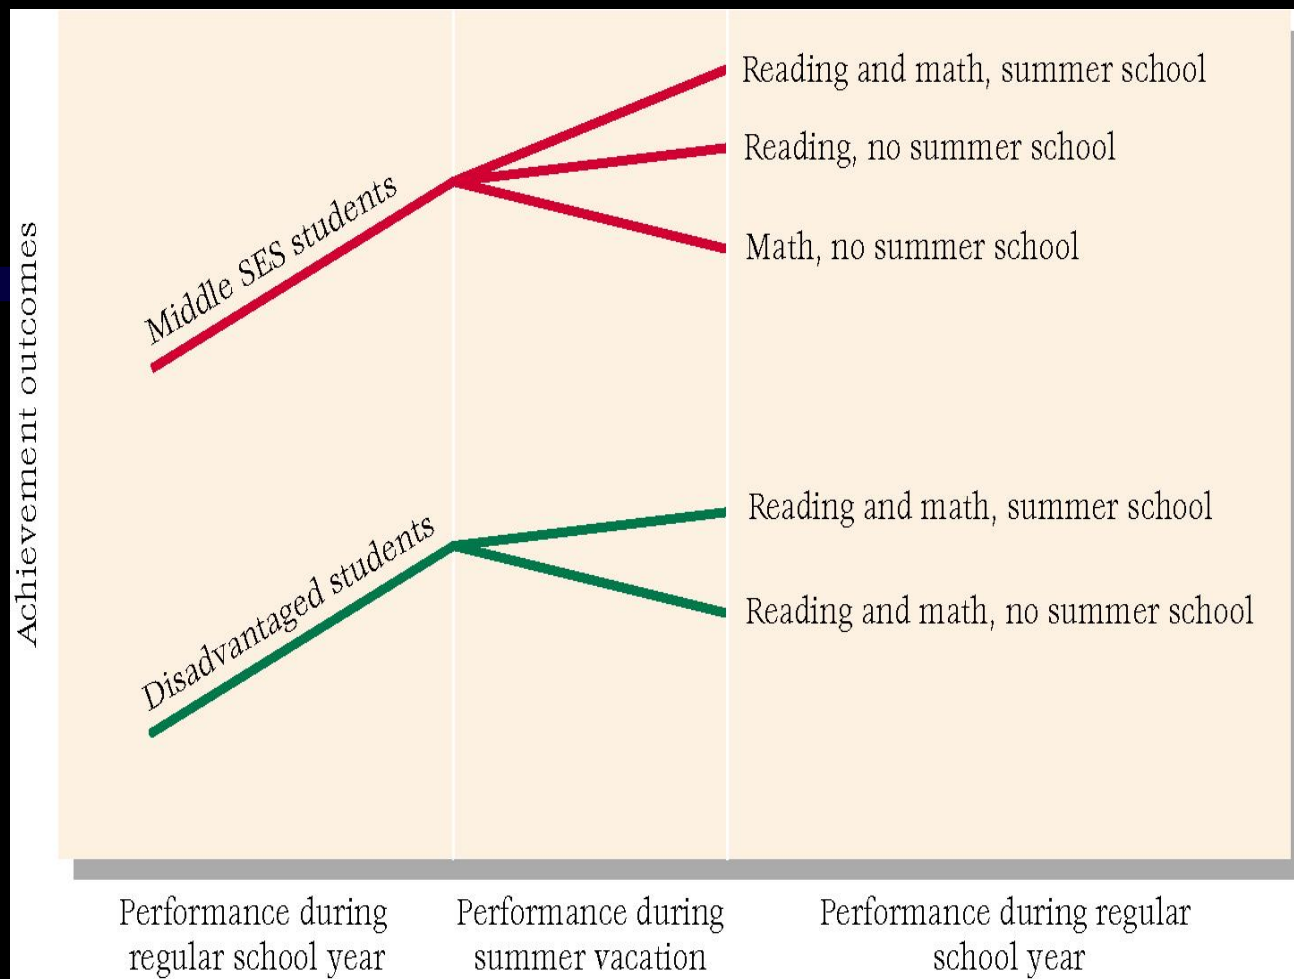 Achievement outcomes
Middle SES students
Reading and math, summer school
Reading, no summer school
Math, no summer school
Disadvantaged students
Reading and math, summer school
Reading and math, no summer school
Performance during
regular school year
Performance during
summer vacation
Performance during regular
school year